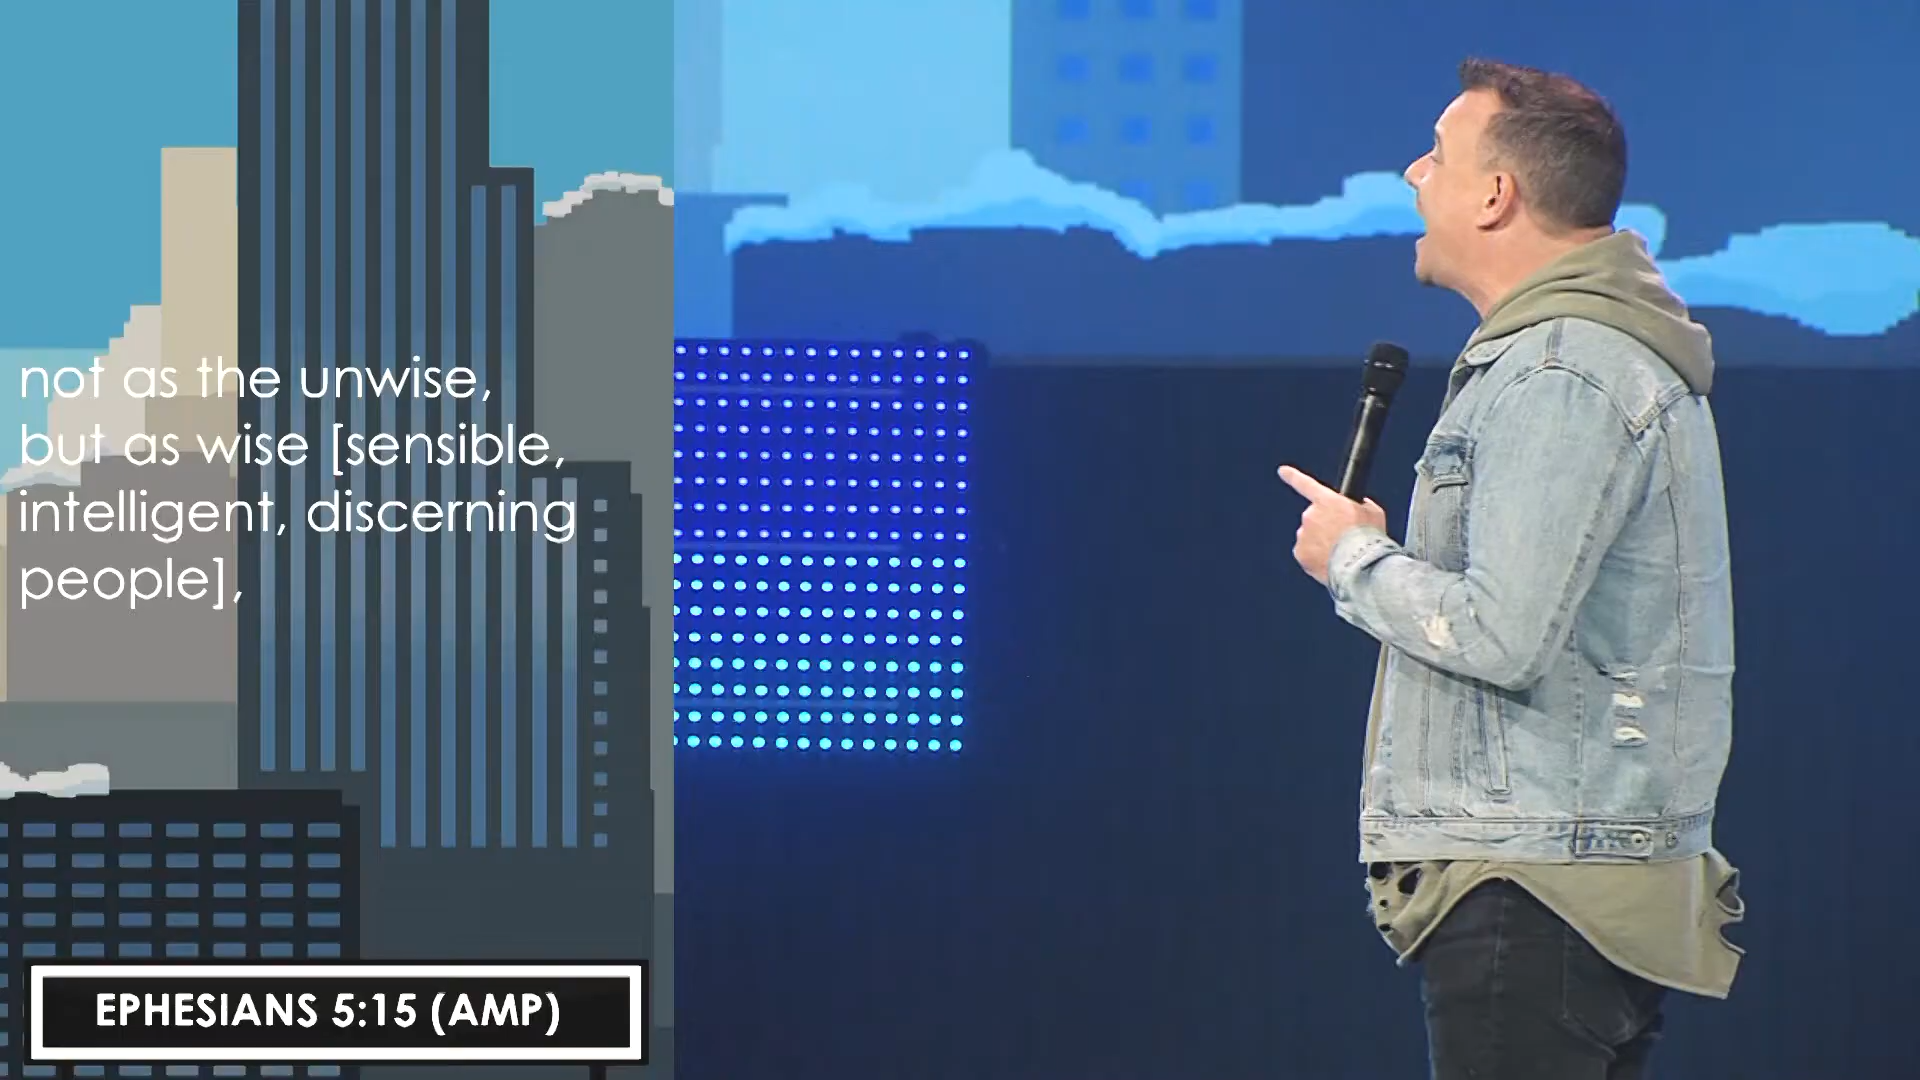 not as the unwise,
but as wise [sensible,
intelligent, discerning
people],
EPHESIANS 5:15 (AMP)